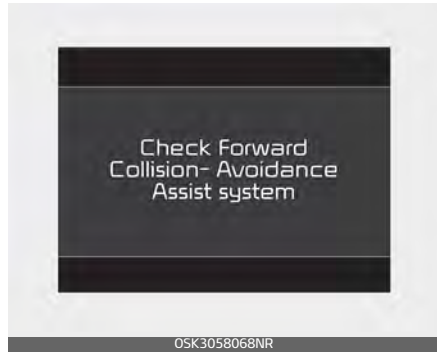 Check Forward
Collision- Avoidance
Assist system
OSK3058068NR